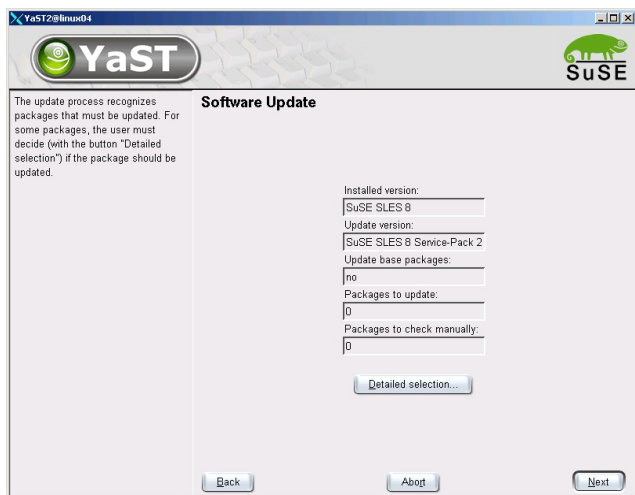 YaST2@linux04
YaST
SuSE
The update process recognizes
packages that must be updated. For
some packages, the user must
decide (with the button "Detailed
selection") if the package should be
updated.
Software Update
Installed version:
SuSE SLES 8
Update version:
SuSE SLES 8 Service-Pack 2
Update base packages:
no
Packages to update:
0
Packages to check manually:
0
Detailed selection...
Back
Abort
Next